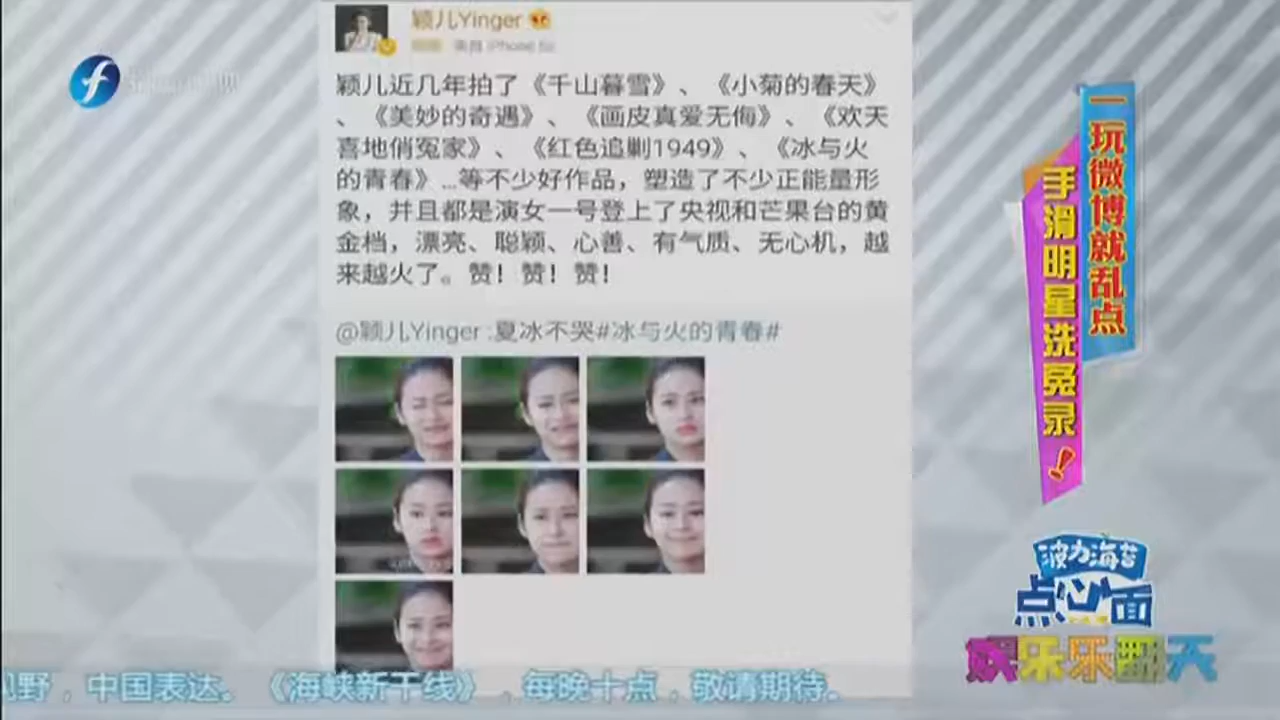 颖儿Yinger
来自 iPhone 6s
颖儿近几年拍了《千山暮雪》、《小菊的春天》
、《美妙的奇遇》、《画皮真爱无悔》、《欢天
喜地俏冤家》、《红色追剿1949》、《冰与火
的青春》...等不少好作品，塑造了不少正能量形
象，并且都是演女一号登上了央视和芒果台的黄
金档，漂亮、聪颖、心善、有气质、无心机，越
来越火了。赞！赞！赞！
@颖儿Yinger :夏冰不哭#冰与火的青春#
一玩微博就乱点
手滑明星洗冤录！
波力海苔
点心面
娱乐乐翻天
视野，中国表达。《海峡新干线》，每晚十点，敬请期待。